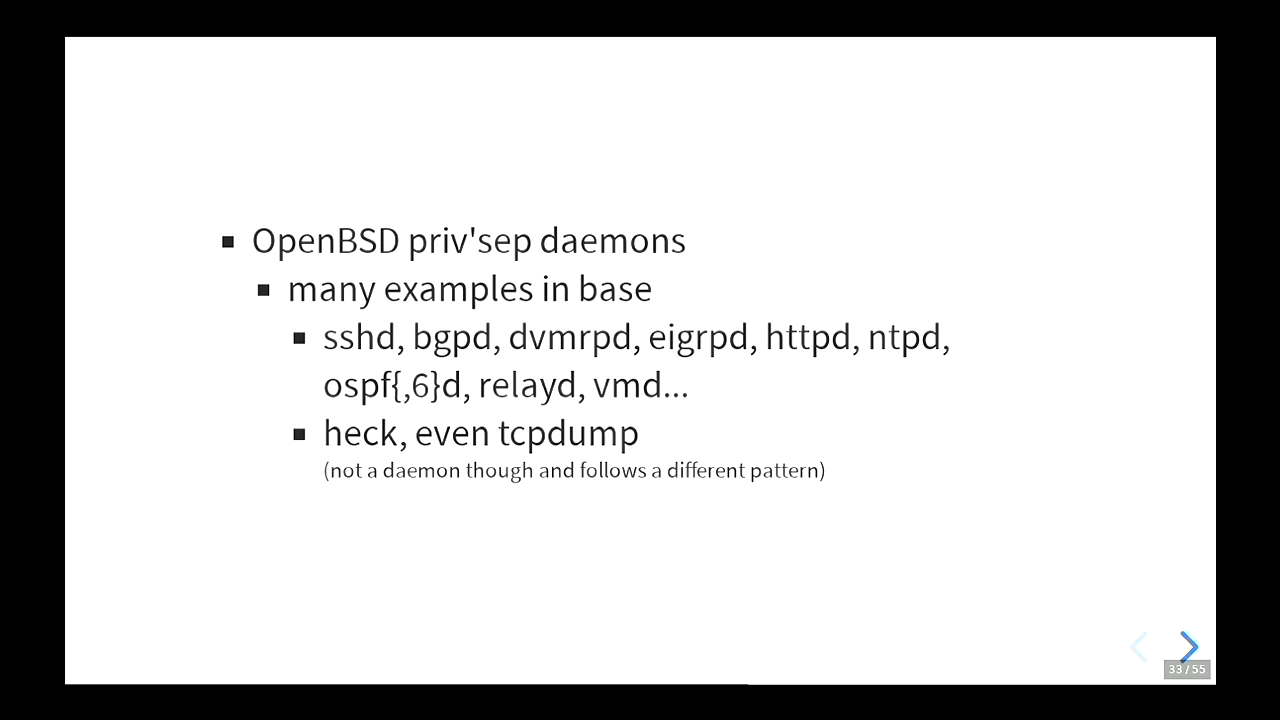 OpenBSD priv'sep daemons
many examples in base
sshd, bgpd, dvmrpd, eigrpd, httpd, ntpd,
ospf{,6}d, relayd, vmd...
heck, even tcpdump
(not a daemon though and follows a different pattern)
33 / 55